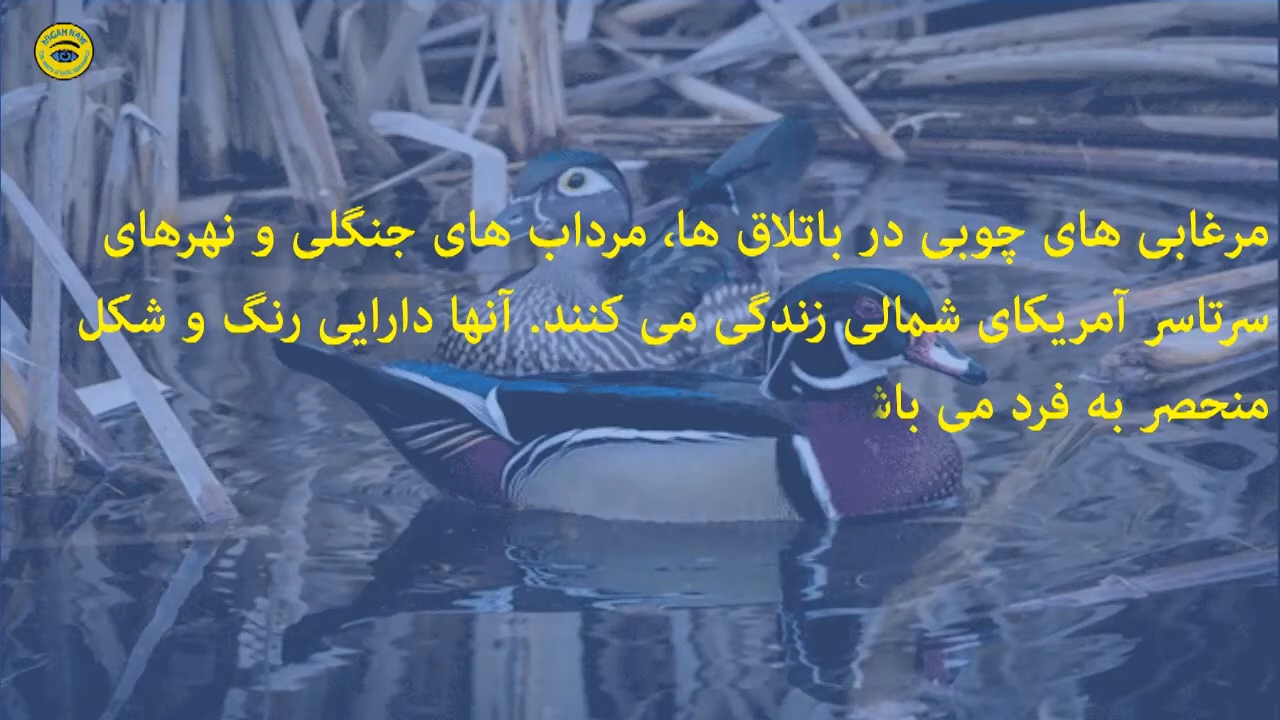 مرغابی های چوبی در باتلاق ها، مرداب های جنگلی و نهرهای
سرتاسر آمریکای شمالی زندگی می کنند. آنها دارایی رنگ و شکل
منحصر به فرد می باش